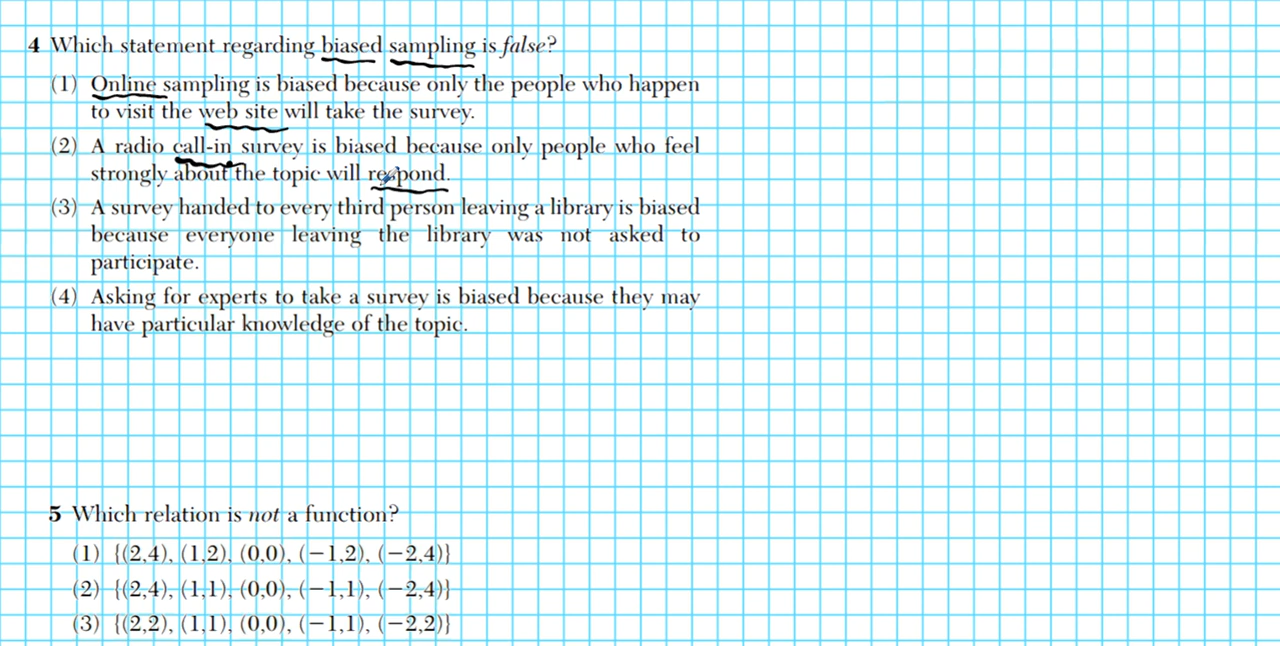 4 Which statement regarding biased sampling is false?
(1) Online sampling is biased because only the people who happen
to visit the web site will take the survey.
(2) A radio call-in survey is biased because only people who feel
strongly about the topic will respond.
(3) A survey handed to every third person leaving a library is biased
because everyone leaving the library was not asked to
participate.
(4) Asking for experts to take a survey is biased because they may
have particular knowledge of the topic.
5 Which relation is not a function?
(1) {(2,4), (1,2), (0,0), (−1,2), (−2,4)}
(2) {(2,4), (1,1), (0,0), (−1,1), (−2,4)}
(3) {(2,2), (1,1), (0,0), (−1,1), (−2,2)}